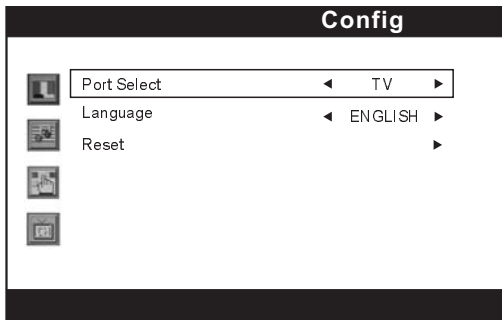 Config
Port Select ◄ TV ►
Language ◄ ENGLISH ►
Reset ►